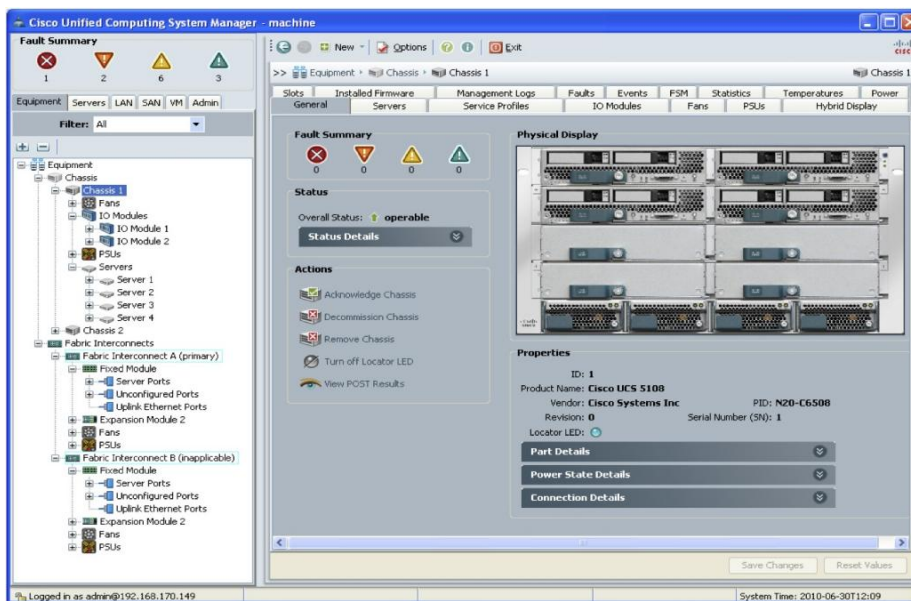 Cisco Unified Computing System Manager - machine
Fault Summary
1 2 6 3
Equipment Servers LAN SAN VM Admin
Filter: All
Equipment
Chassis
Chassis 1
Fans
IO Modules
IO Module 1
IO Module 2
PSUs
Servers
Server 1
Server 2
Server 3
Server 4
Chassis 2
Fabric Interconnects
Fabric Interconnect A (primary)
Fixed Module
Server Ports
Unconfigured Ports
Uplink Ethernet Ports
Expansion Module 2
Fans
PSUs
Fabric Interconnect B (inapplicable)
Fixed Module
Server Ports
Unconfigured Ports
Uplink Ethernet Ports
Expansion Module 2
Fans
PSUs
New Options Exit
cisco
>> Equipment Chassis Chassis 1 Chassis 1
Slots Installed Firmware Management Logs Faults Events FSM Statistics Temperatures Power
General Servers Service Profiles IO Modules Fans PSUs Hybrid Display
Fault Summary
0 0 0 0
Status
Overall Status: operable
Status Details
Actions
Acknowledge Chassis
Decommission Chassis
Remove Chassis
Turn off Locator LED
View POST Results
Physical Display
Properties
ID: 1
Product Name: Cisco UCS 5108
Vendor: Cisco Systems Inc PID: N20-C6508
Revision: 0 Serial Number (SN): 1
Locator LED:
Part Details
Power State Details
Connection Details
Save Changes Reset Values
Logged in as admin@192.168.170.149 System Time: 2010-06-30T12:09